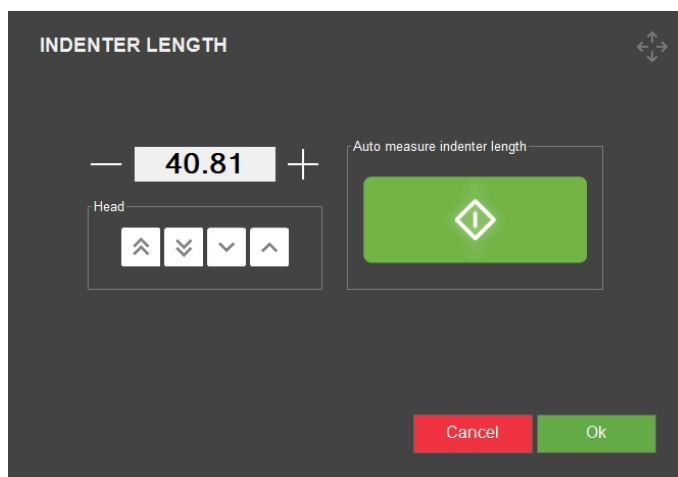 INDENTER LENGTH
40.81
Auto measure indenter length
Head
Cancel
Ok